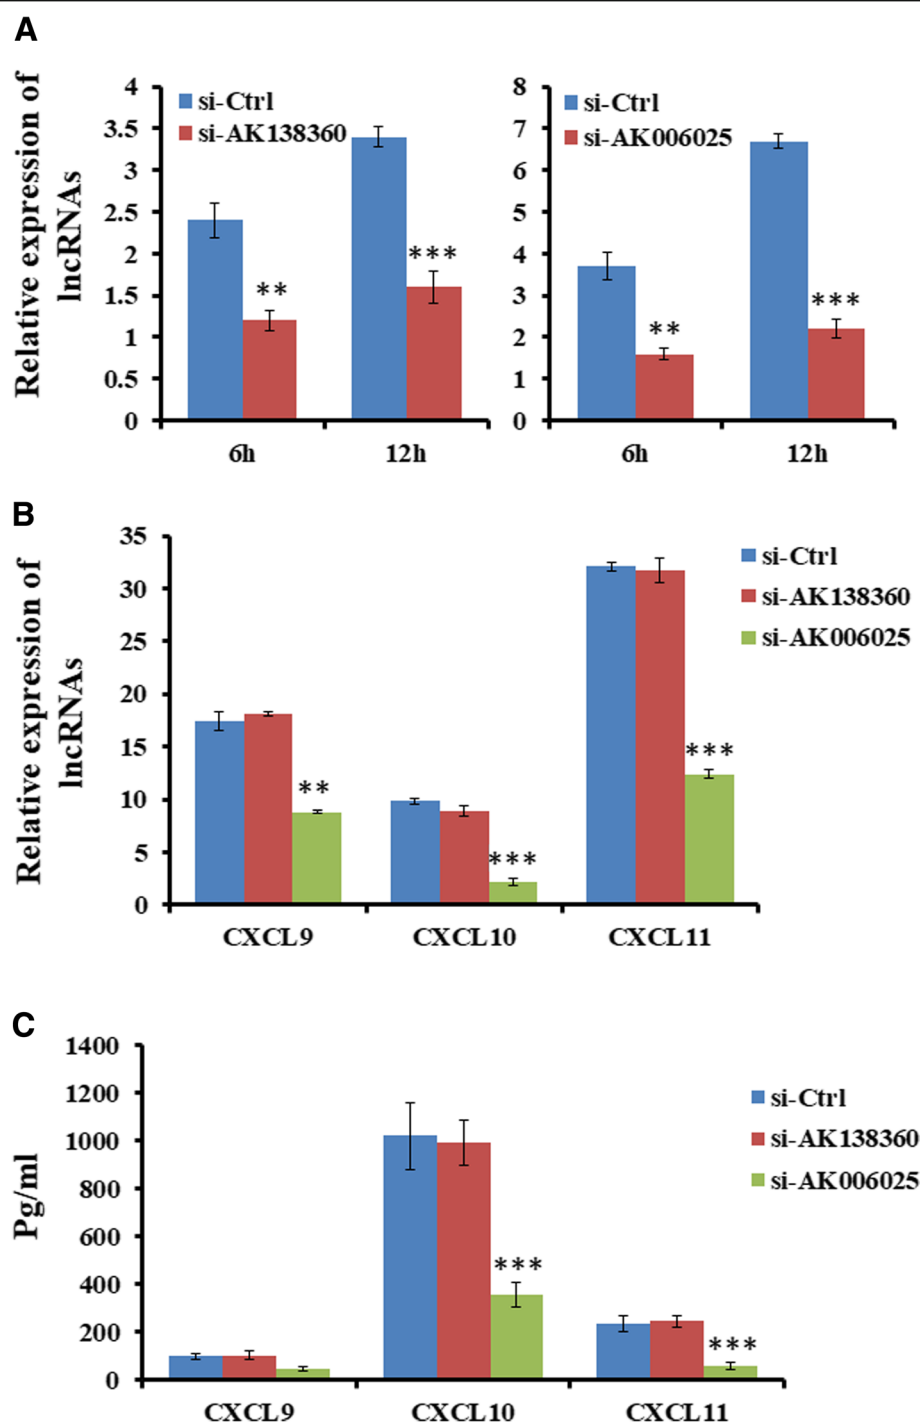 A
Relative expression of
lncRNAs
4
3.5
3
2.5
2
1.5
1
0.5
0
si-Ctrl
si-AK138360
**
***
6h
12h
8
7
6
5
4
3
2
1
0
si-Ctrl
si-AK006025
**
***
6h
12h
B
Relative expression of
lncRNAs
35
30
25
20
15
10
5
0
si-Ctrl
si-AK138360
si-AK006025
**
***
***
CXCL9
CXCL10
CXCL11
C
Pg/ml
1400
1200
1000
800
600
400
200
0
si-Ctrl
si-AK138360
si-AK006025
***
***
CXCL9
CXCL10
CXCL11